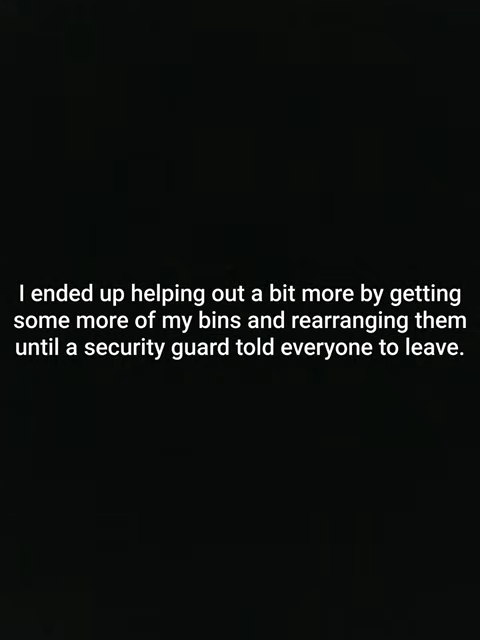 I ended up helping out a bit more by getting
some more of my bins and rearranging them
until a security guard told everyone to leave.